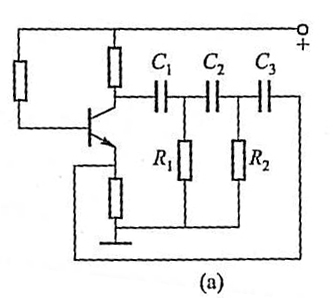 +
C₁ C₂ C₃
R₁ R₂
(a)